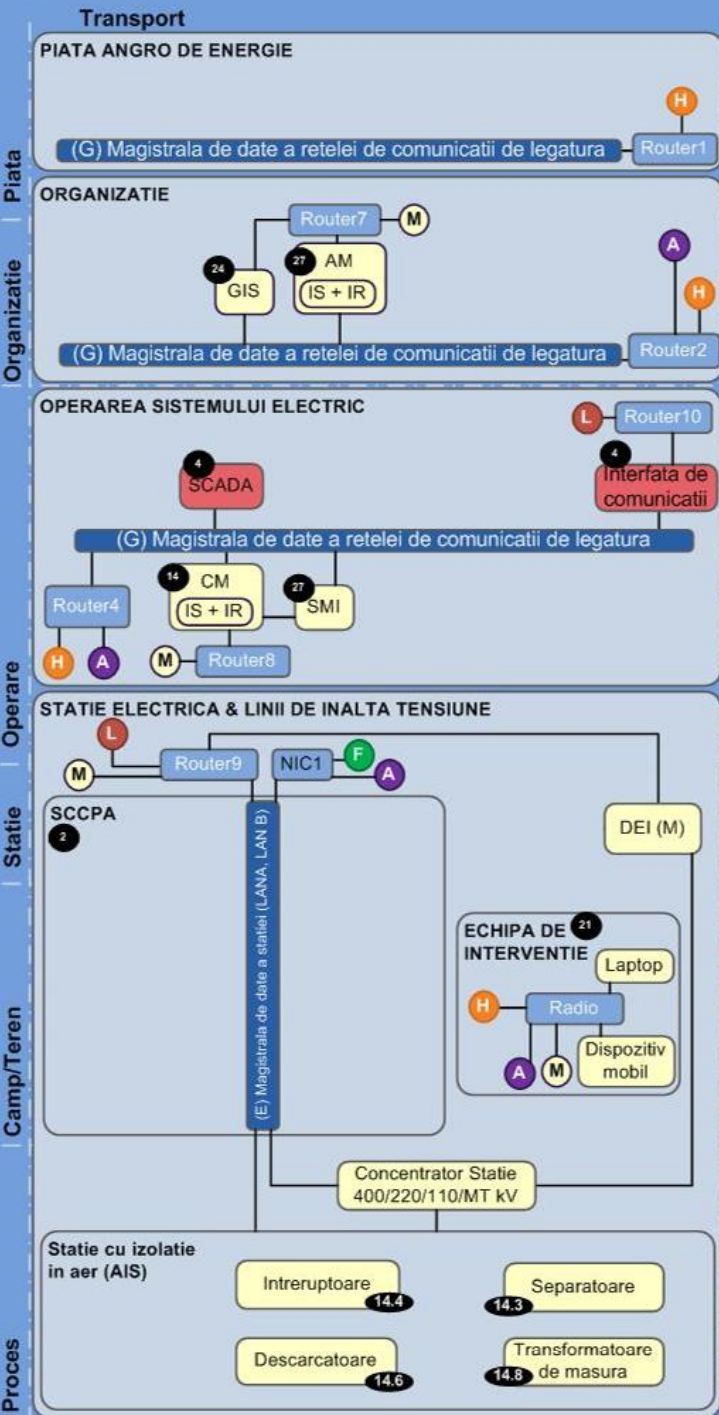 Transport
PIATA ANGRO DE ENERGIE
H
(G) Magistrala de date a retelei de comunicatii de legatura
Router1
Piata
ORGANIZATIE
Router7
M
A
24
GIS
27
AM
IS + IR
H
(G) Magistrala de date a retelei de comunicatii de legatura
Router2
Organizatie
OPERAREA SISTEMULUI ELECTRIC
L
Router10
4
SCADA
4
Interfata de
comunicatii
(G) Magistrala de date a retelei de comunicatii de legatura
Router4
14
CM
IS + IR
27
SMI
H
A
M
Router8
Operare
STATIE ELECTRICA & LINII DE INALTA TENSIUNE
L
M
Router9
NIC1
F
A
Statie
SCCPA
2
(E) Magistrala de date a statiei (LANA, LAN B)
DEI (M)
ECHIPA DE
INTERVENTIE
21
Laptop
H
Radio
A
M
Dispozitiv
mobil
Camp/Teren
Concentrator Statie
400/220/110/MT kV
Statie cu izolatie
in aer (AIS)
Intreruptoare
14.4
Separatoare
14.3
Descarcatoare
14.6
Transformatoare
de masura
14.8
Proces